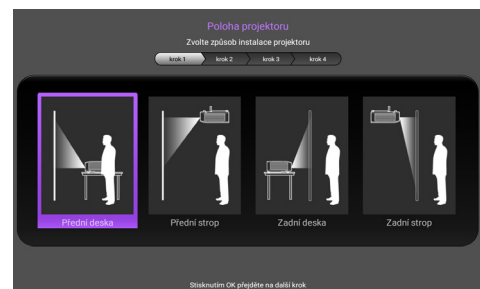 Poloha projektoru
Zvolte způsob instalace projektoru
krok 1 krok 2 krok 3 krok 4
Přední deska Přední strop Zadní deska Zadní strop
Stisknutím OK přejděte na další krok